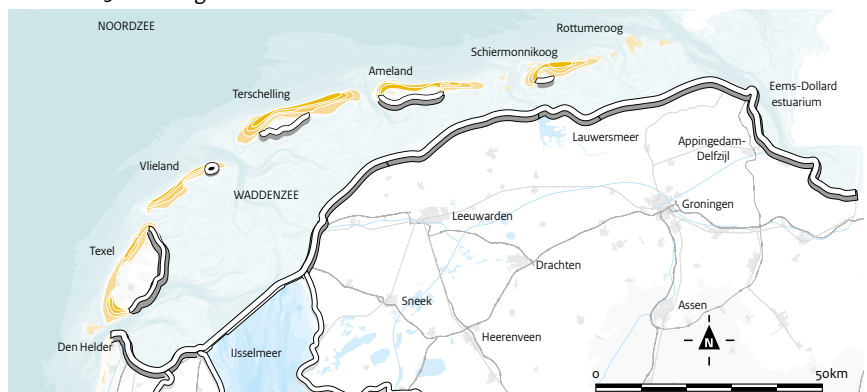 NOORDZEE
Rottumeroog
Schiermonnikoog
Ameland
Terschelling
Eems-Dollard
estuarium
Lauwersmeer
Appingedam-
Delfzijl
Vlieland
WADDENZEE
Groningen
Leeuwarden
Texel
Drachten
Sneek
Assen
Heerenveen
Den Helder
IJsselmeer
N
0 50km